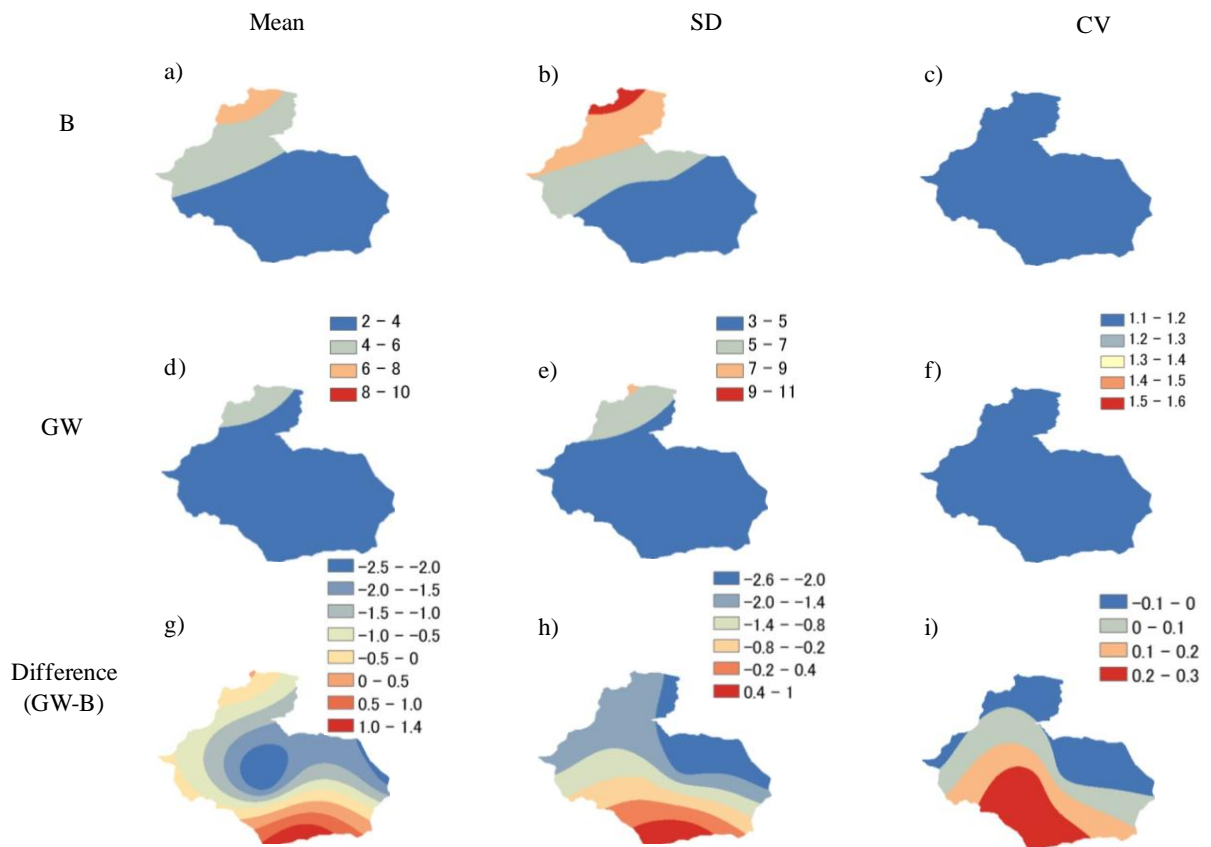 Mean SD CV
a) b) c)
B
2 – 4 3 – 5 1.1 – 1.2
4 – 6 5 – 7 1.2 – 1.3
6 – 8 7 – 9 1.3 – 1.4
8 – 10 9 – 11 1.4 – 1.5
1.5 – 1.6
d) e) f)
GW
-2.5 – -2.0 -2.6 – -2.0 -0.1 – 0
-2.0 – -1.5 -2.0 – -1.4 0 – 0.1
-1.5 – -1.0 -1.4 – -0.8 0.1 – 0.2
-1.0 – -0.5 -0.8 – -0.2 0.2 – 0.3
-0.5 – 0 -0.2 – 0.4
0 – 0.5 0.4 – 1
0.5 – 1.0
1.0 – 1.4
g) h) i)
Difference
(GW-B)